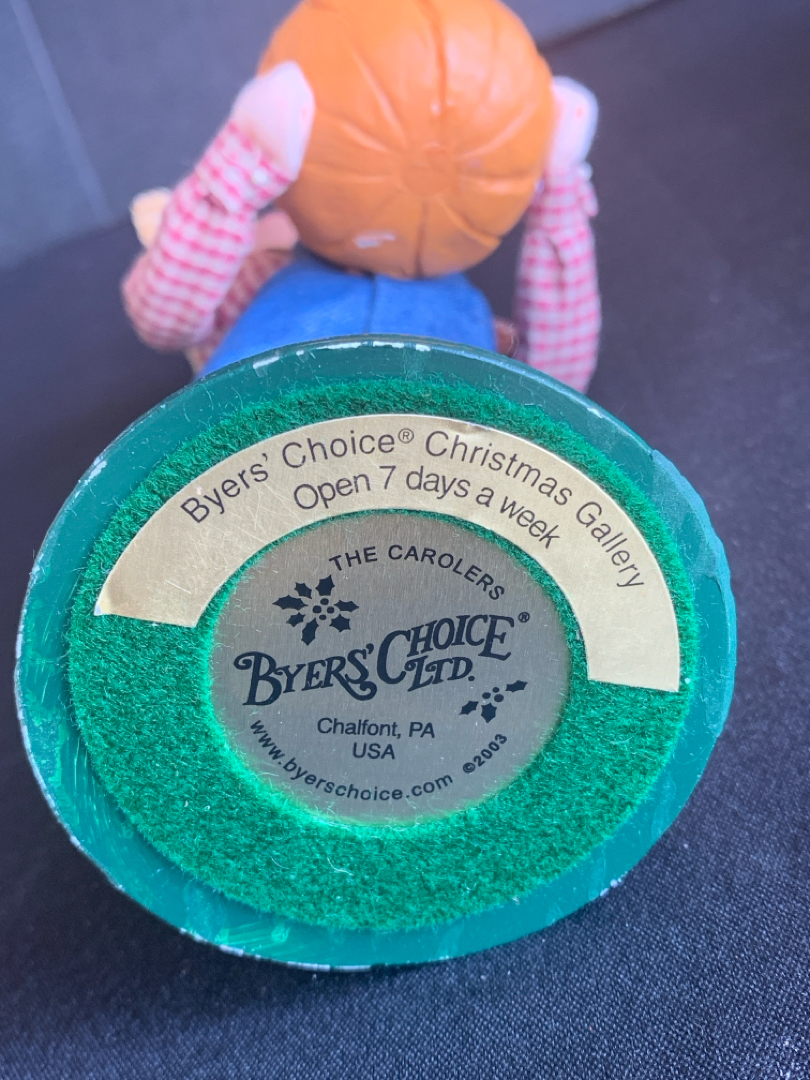 Byers' Choice® Christmas Gallery
Open 7 days a week
THE CAROLERS
BYERS' CHOICE®
LTD.
Chalfont, PA
USA
www.byerschoice.com ©2003